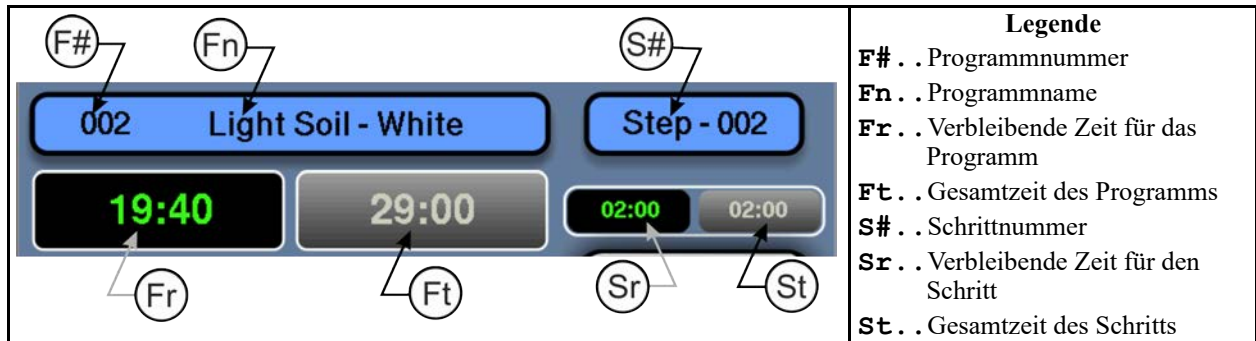 F#
Fn
S#
002 Light Soil - White
Step - 002
19:40
29:00
02:00
02:00
Fr
Ft
Sr
St
Legende
F#. . Programmnummer
Fn. . Programmname
Fr. . Verbleibende Zeit für das
Programm
Ft. . Gesamtzeit des Programms
S#. . Schrittnummer
Sr. . Verbleibende Zeit für den
Schritt
St. . Gesamtzeit des Schritts